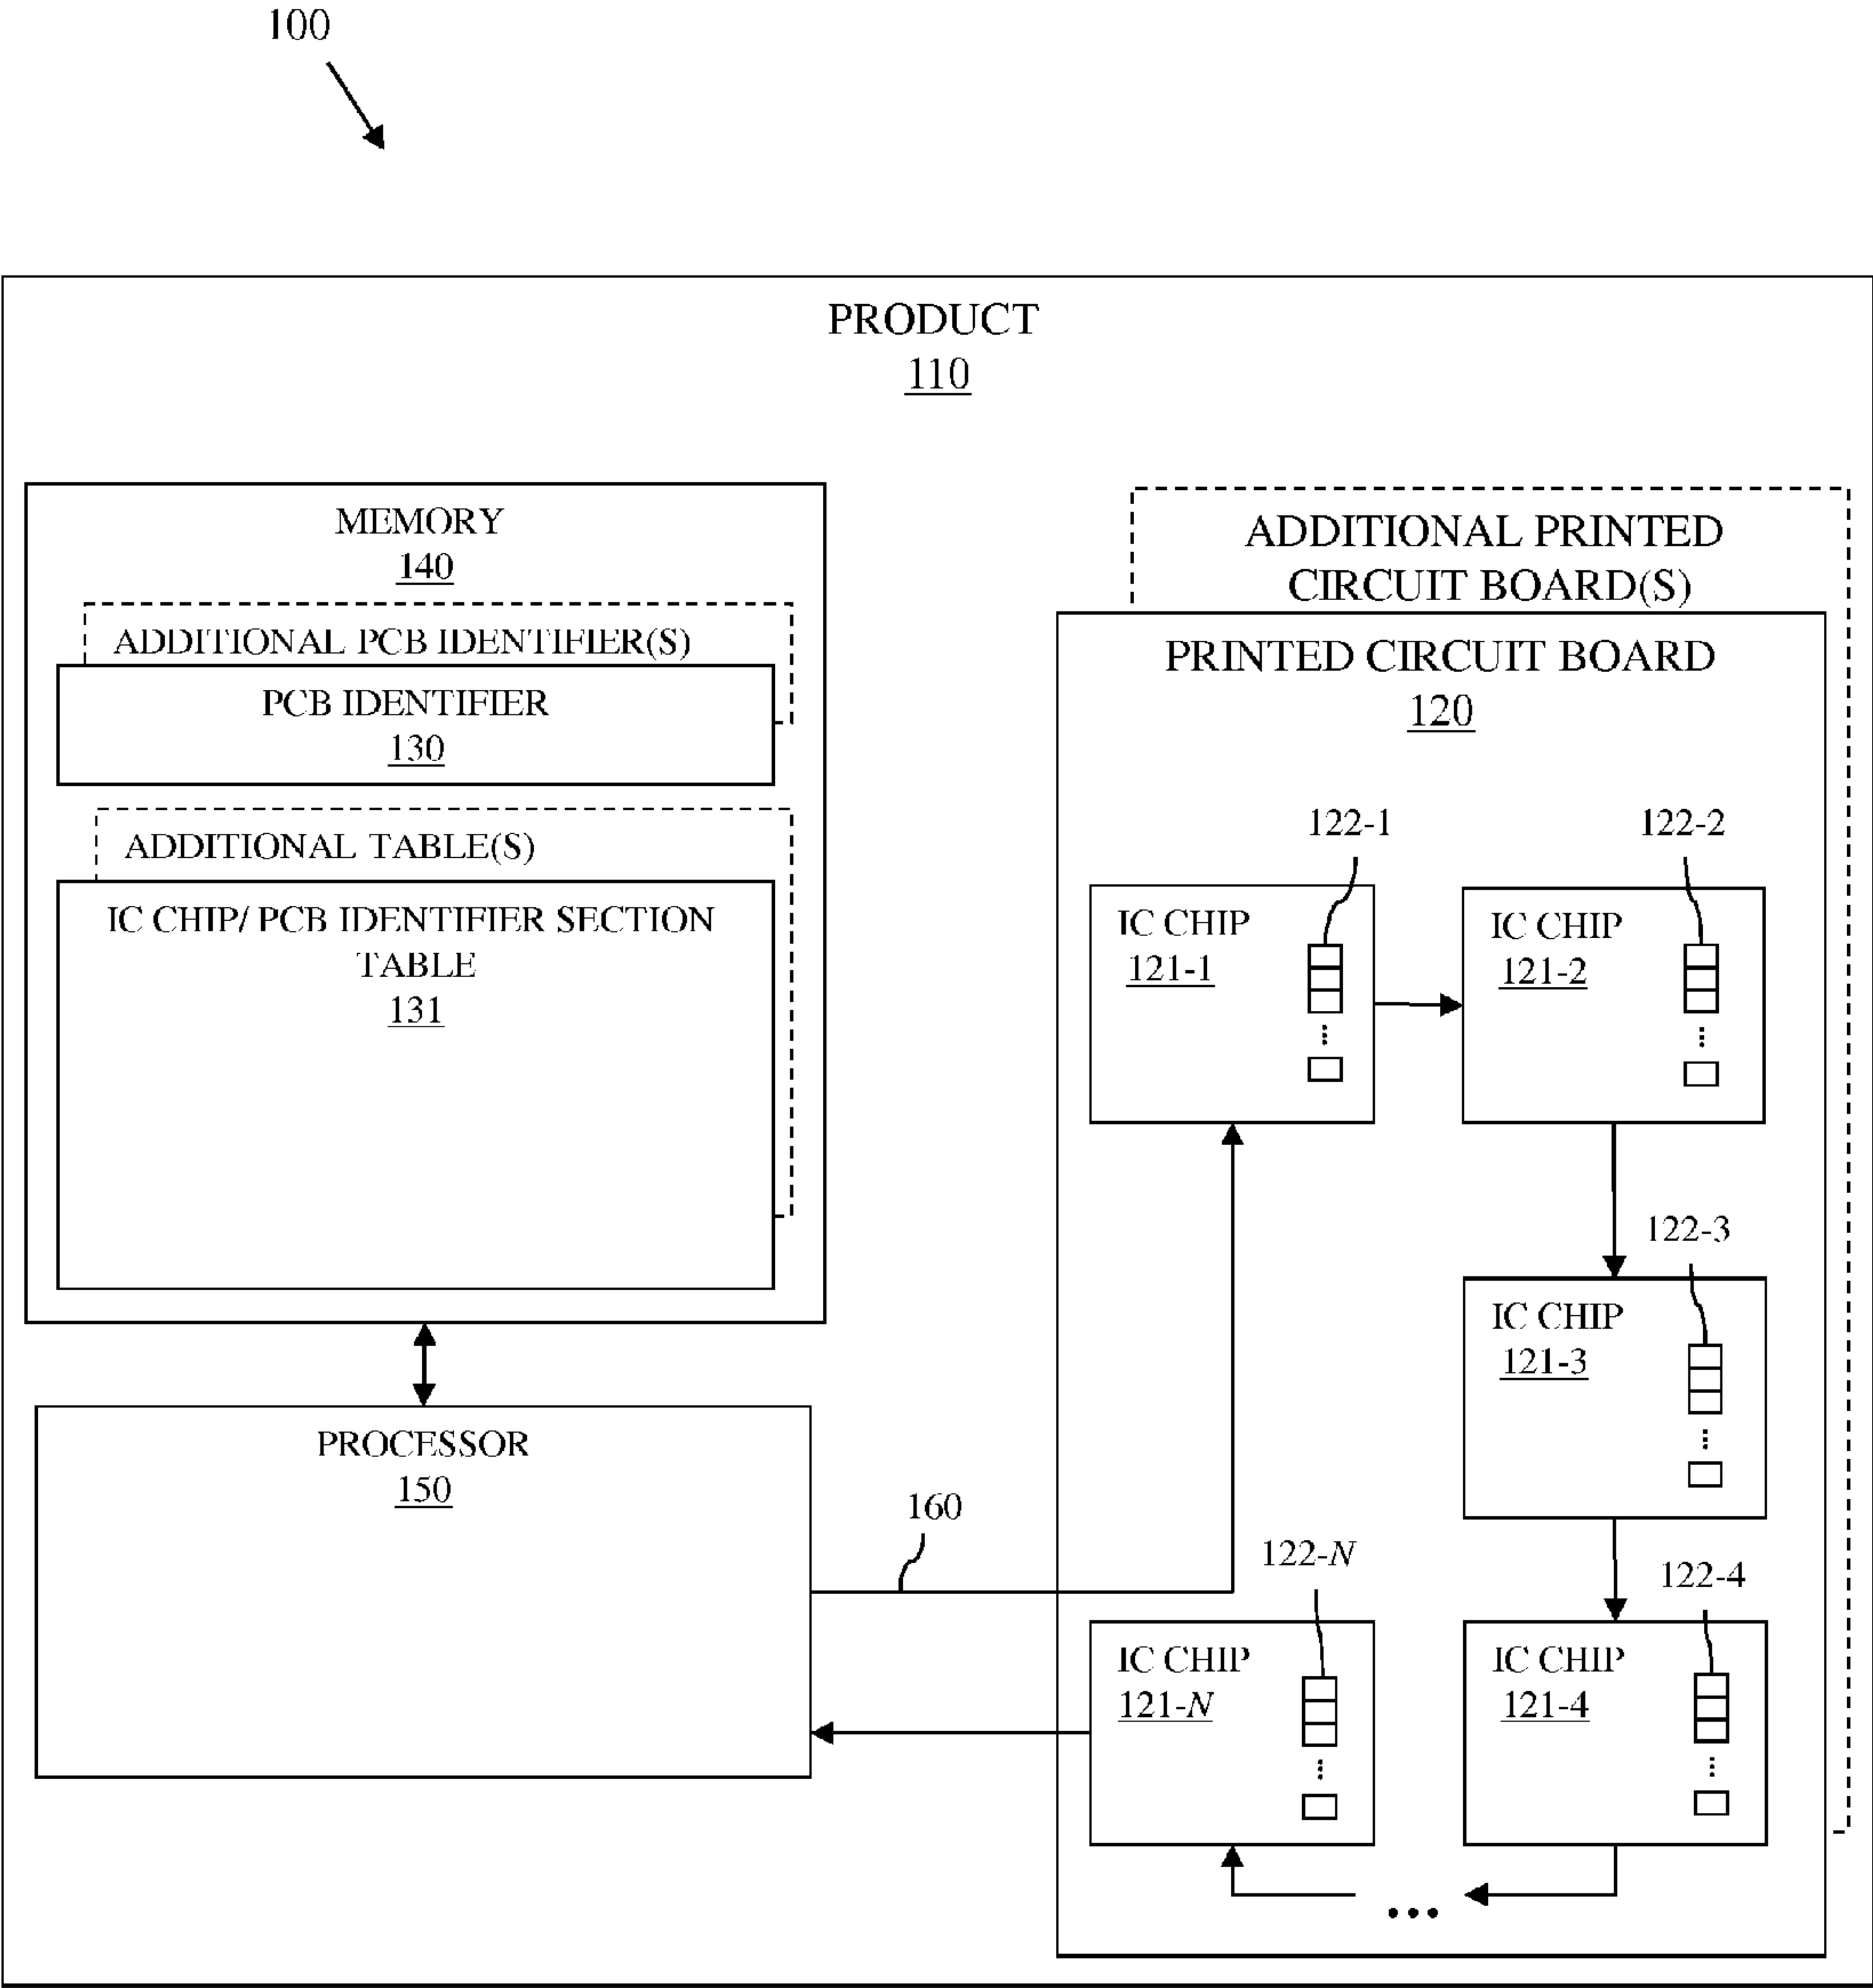 100
PRODUCT
110
MEMORY
140
ADDITIONAL PCB IDENTIFIER(S)
PCB IDENTIFIER
130
ADDITIONAL TABLE(S)
IC CHIP/ PCB IDENTIFIER SECTION
TABLE
131
PROCESSOR
150
160
ADDITIONAL PRINTED
CIRCUIT BOARD(S)
PRINTED CIRCUIT BOARD
120
122-1
122-2
IC CHIP
121-1
IC CHIP
121-2
122-3
IC CHIP
121-3
122-N
122-4
IC CHIP
121-N
IC CHIP
121-4
...